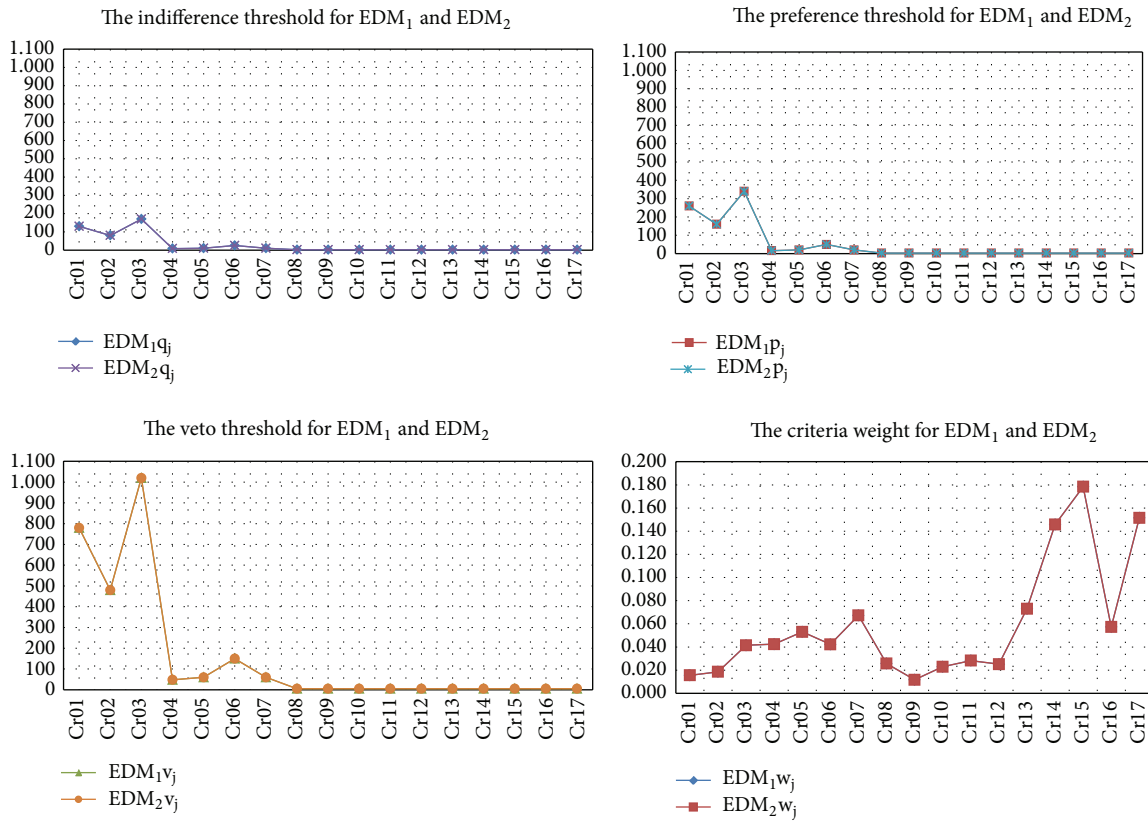 The indifference threshold for EDM₁ and EDM₂
1.100
1.000
900
800
700
600
500
400
300
200
100
0
Cr01 Cr02 Cr03 Cr04 Cr05 Cr06 Cr07 Cr08 Cr09 Cr10 Cr11 Cr12 Cr13 Cr14 Cr15 Cr16 Cr17
EDM₁qⱼ
EDM₂qⱼ
The preference threshold for EDM₁ and EDM₂
1.100
1.000
900
800
700
600
500
400
300
200
100
0
Cr01 Cr02 Cr03 Cr04 Cr05 Cr06 Cr07 Cr08 Cr09 Cr10 Cr11 Cr12 Cr13 Cr14 Cr15 Cr16 Cr17
EDM₁pⱼ
EDM₂pⱼ
The veto threshold for EDM₁ and EDM₂
1.100
1.000
900
800
700
600
500
400
300
200
100
0
Cr01 Cr02 Cr03 Cr04 Cr05 Cr06 Cr07 Cr08 Cr09 Cr10 Cr11 Cr12 Cr13 Cr14 Cr15 Cr16 Cr17
EDM₁vⱼ
EDM₂vⱼ
The criteria weight for EDM₁ and EDM₂
0.200
0.180
0.160
0.140
0.120
0.100
0.080
0.060
0.040
0.020
0.000
Cr01 Cr02 Cr03 Cr04 Cr05 Cr06 Cr07 Cr08 Cr09 Cr10 Cr11 Cr12 Cr13 Cr14 Cr15 Cr16 Cr17
EDM₁wⱼ
EDM₂wⱼ